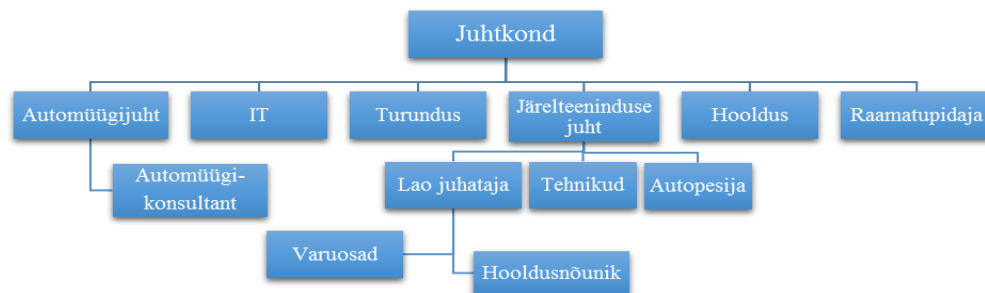 Juhtkond
Automüügijuht
IT
Turundus
Järelteeninduse
juht
Hooldus
Raamatupidaja
Automüügi-
konsultant
Lao juhataja
Tehnikud
Autopesija
Varuosad
Hooldusnõunik